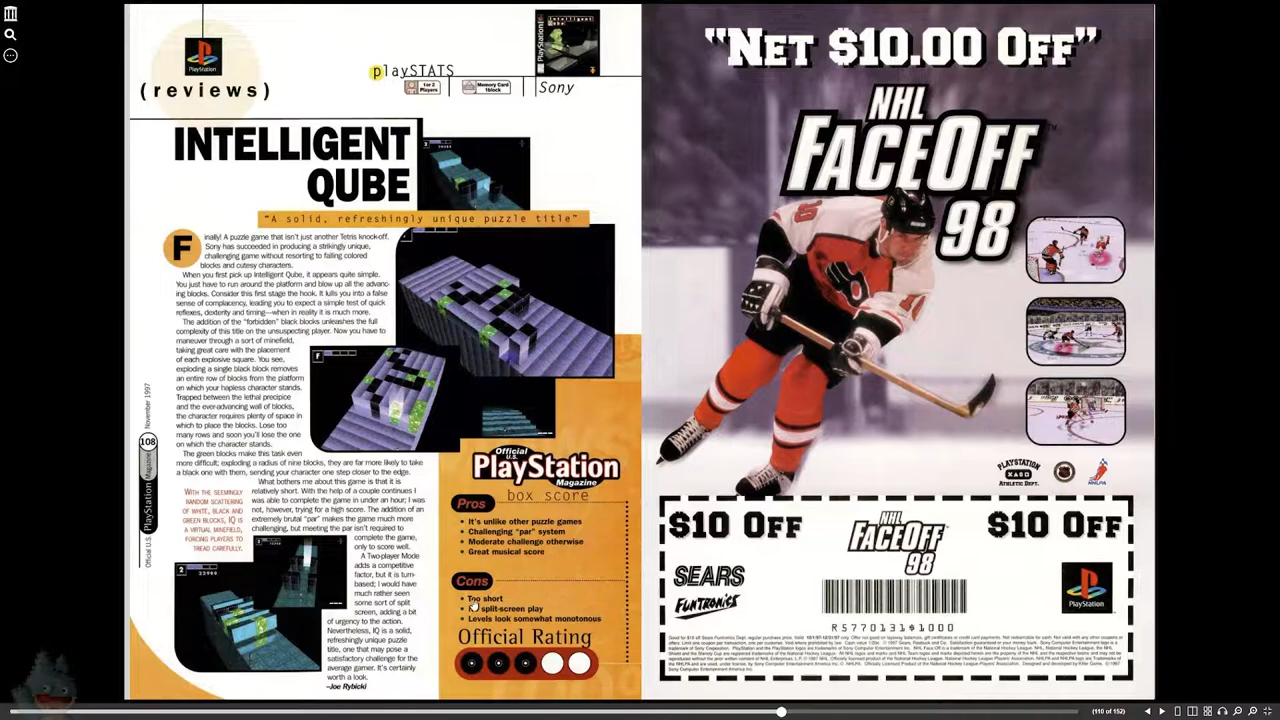 PlayStation
(reviews)
playSTATS
1 or 2
Players
Memory Card
1block
Sony
Intelligent
Qube
INTELLIGENT
QUBE
"A solid, refreshingly unique puzzle title"
Finally! A puzzle game that isn't just another Tetris knock-off.
Sony has succeeded in producing a strikingly unique,
challenging game without resorting to falling colored
blocks and cutesy characters.
When you first pick up Intelligent Qube, it appears quite simple.
You just have to run around the platform and blow up all the advanc-
ing blocks. Consider this first stage the hook. It lulls you into a false
sense of complacency, leading you to expect a simple test of quick
reflexes, dexterity and timing—when in reality it is much more.
The addition of the "forbidden" black blocks unleashes the full
complexity of this title on the unsuspecting player. Now you have to
maneuver through a sort of minefield,
taking great care with the placement
of each explosive square. You see,
exploding a single black block removes
an entire row of blocks from the platform
on which your hapless character stands.
Trapped between the lethal precipice
and the ever-advancing wall of blocks,
the character requires plenty of space in
which to place the blocks. Lose too
many rows and soon you'll lose the one
on which the character stands.
The green blocks make this task even
more difficult; exploding a radius of nine blocks, they are far more likely to take
a black one with them, sending your character one step closer to the edge.
What bothers me about this game is that it is
relatively short. With the help of a couple continues I
was able to complete the game in under an hour; I was
not, however, trying for a high score. The addition of an
extremely brutal "par" makes the game much more
challenging, but meeting the par isn't required to
complete the game,
only to score well.
A Two-player Mode
adds a competitive
factor, but it is turn-
based; I would have
much rather seen
some sort of split
screen, adding a bit
of urgency to the action.
Nevertheless, IQ is a solid,
refreshingly unique puzzle
title, one that may pose a
satisfactory challenge for the
average gamer. It's certainly
worth a look.
–Joe Rybicki
WITH THE SEEMINGLY
RANDOM SCATTERING
OF WHITE, BLACK AND
GREEN BLOCKS, IQ IS
A VIRTUAL MINEFIELD,
FORCING PLAYERS TO
TREAD CAREFULLY.
November 1997
108
Official U.S. PlayStation Magazine
Official
U.S.
PlayStation
Magazine
box score
Pros
• It's unlike other puzzle games
• Challenging "par" system
• Moderate challenge otherwise
• Great musical score
Cons
• Too short
• split-screen play
• Levels look somewhat monotonous
Official Rating
"NET $10.00 OFF"
NHL
FACEOFF
98
PLAYSTATION
ATHLETIC DEPT.
NHLPA
$10 OFF
NHL
FACEOFF
98
$10 OFF
SEARS
FUNTRONICS
R5770131$1000
PlayStation
(110 of 152)